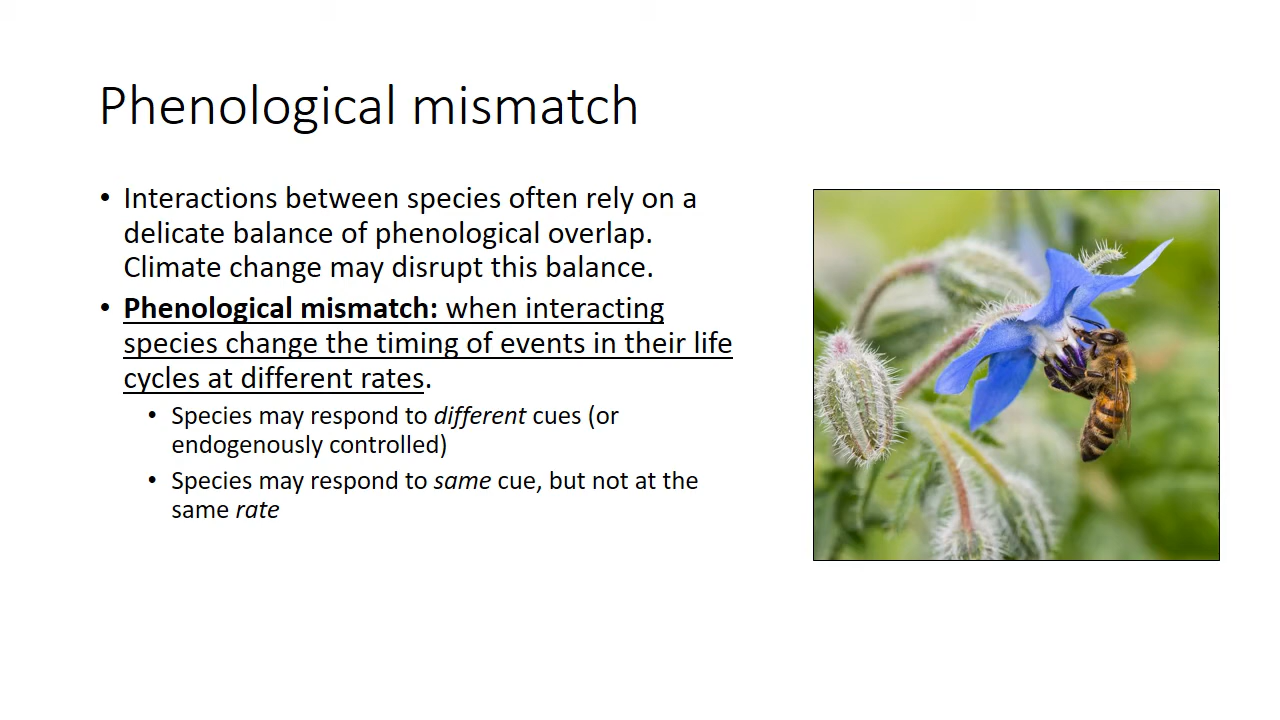 Phenological mismatch
• Interactions between species often rely on a
delicate balance of phenological overlap.
Climate change may disrupt this balance.
• Phenological mismatch: when interacting
species change the timing of events in their life
cycles at different rates.
• Species may respond to different cues (or
endogenously controlled)
• Species may respond to same cue, but not at the
same rate